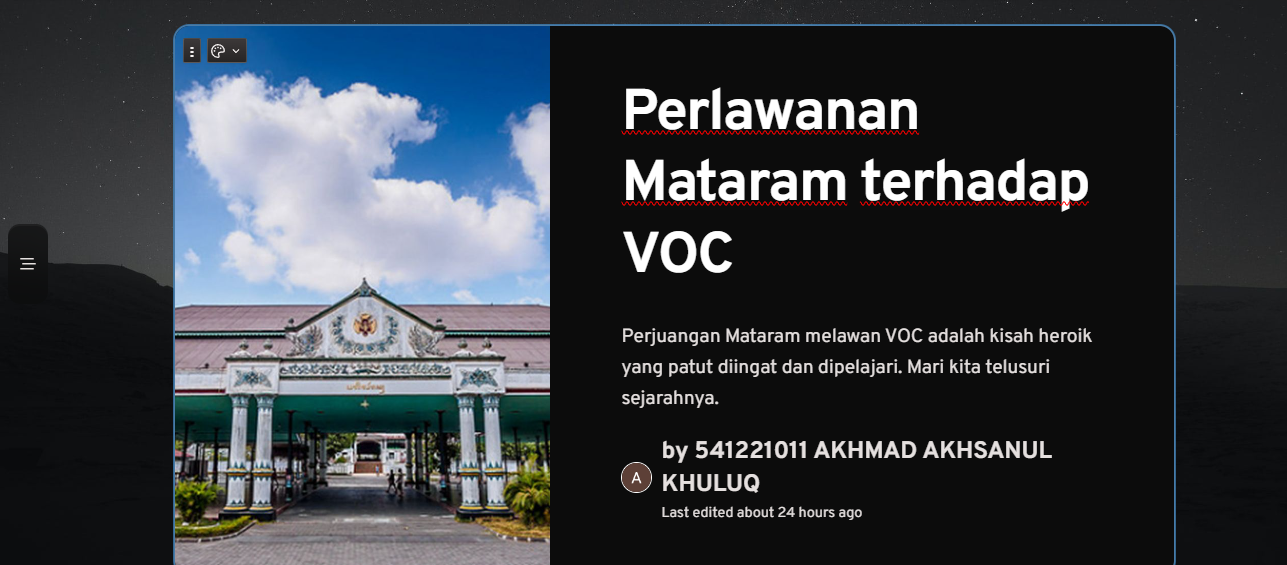 Perlawanan
Mataram terhadap
VOC
Perjuangan Mataram melawan VOC adalah kisah heroik
yang patut diingat dan dipelajari. Mari kita telusuri
sejarahnya.
by 541221011 AKHMAD AKHSANUL
KHULUQ
A
Last edited about 24 hours ago